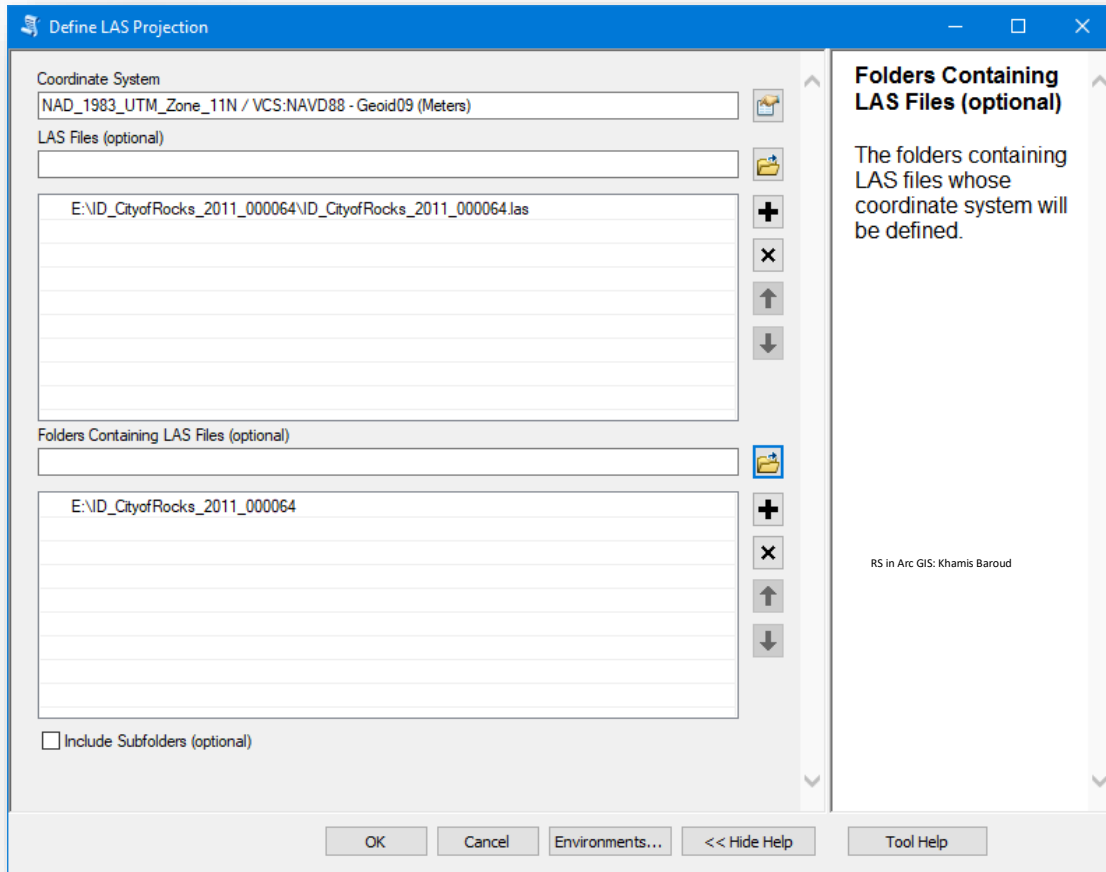 Define LAS Projection
Coordinate System
NAD_1983_UTM_Zone_11N / VCS:NAVD88 - Geoid09 (Meters)
LAS Files (optional)
E:\ID_CityofRocks_2011_000064\ID_CityofRocks_2011_000064.las
Folders Containing LAS Files (optional)
E:\ID_CityofRocks_2011_000064
Include Subfolders (optional)
OK
Cancel
Environments...
<< Hide Help
Tool Help
Folders Containing
LAS Files (optional)
The folders containing
LAS files whose
coordinate system will
be defined.
RS in Arc GIS: Khamis Baroud